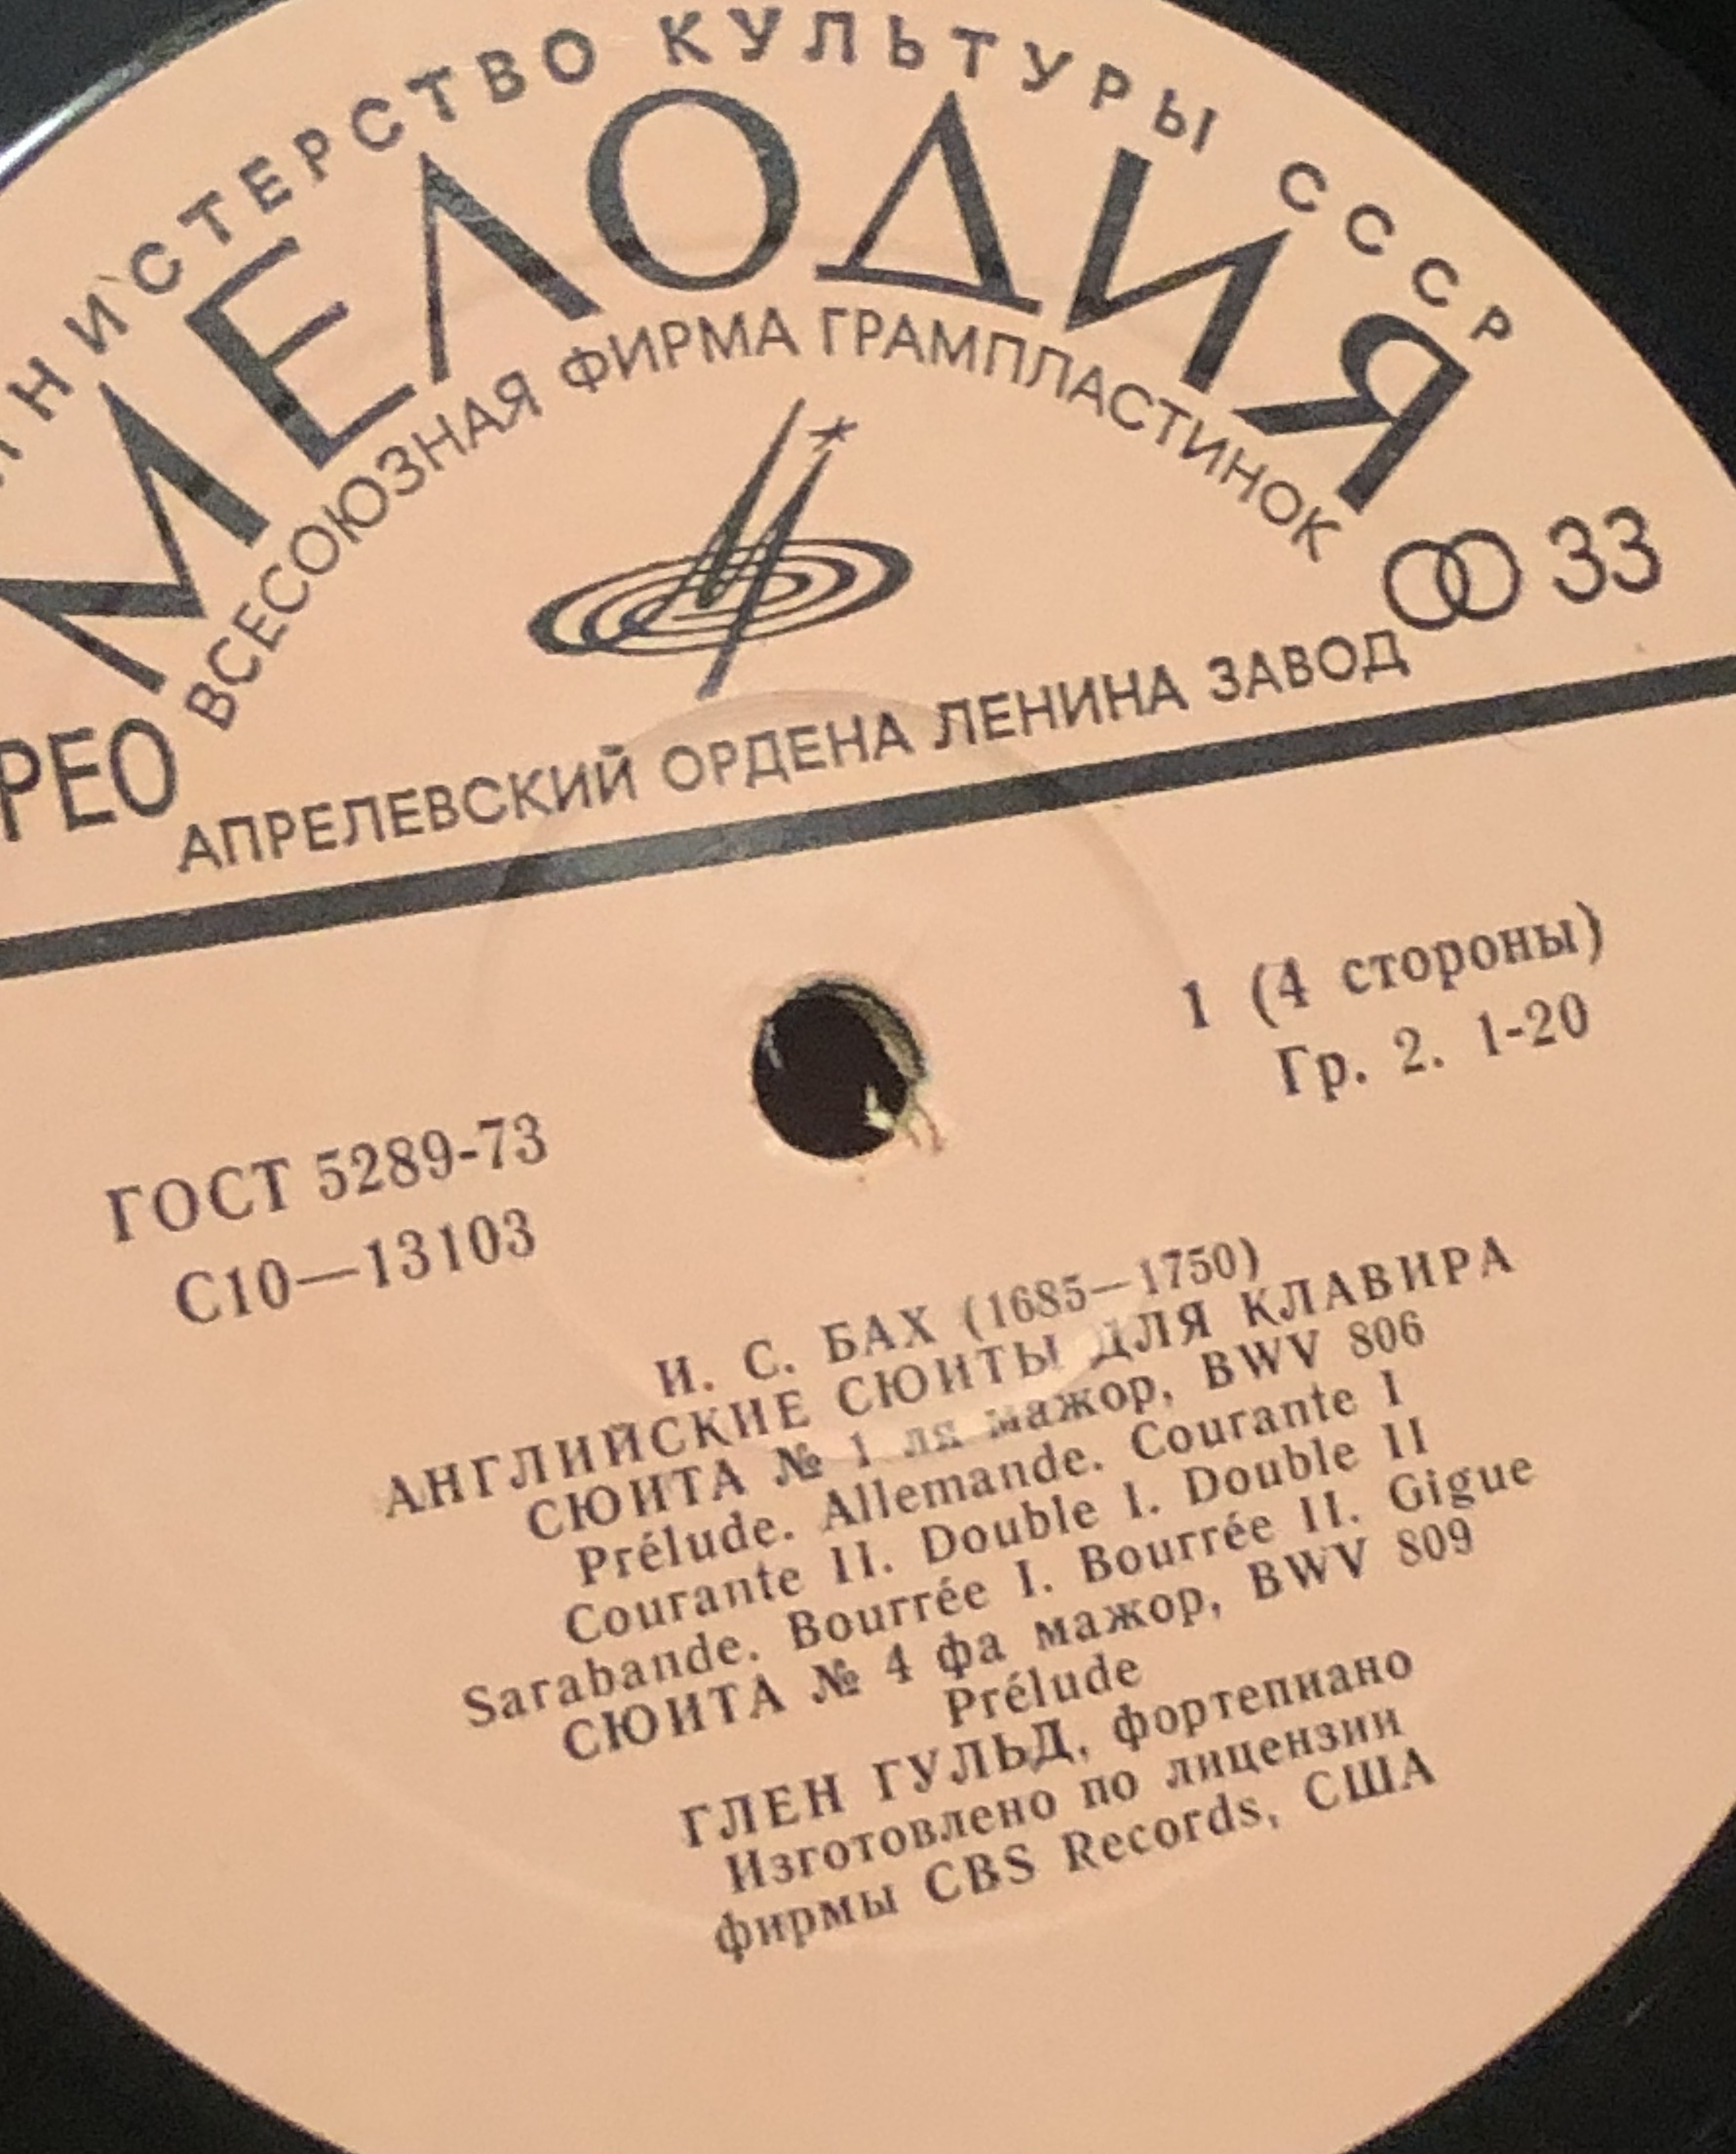 МИНИСТЕРСТВО КУЛЬТУРЫ СССР
МЕЛОДИЯ
ВСЕСОЮЗНАЯ ФИРМА ГРАМПЛАСТИНОК
РЕО
33
АПРЕЛЕВСКИЙ ОРДЕНА ЛЕНИНА ЗАВОД
1 (4 стороны)
Гр. 2. 1-20
ГОСТ 5289-73
С10—13103
И. С. БАХ (1685—1750)
АНГЛИЙСКИЕ СЮИТЫ ДЛЯ КЛАВИРА
СЮИТА № 1 ля мажор, BWV 806
Prélude. Allemande. Courante I
Courante II. Double I. Double II
Sarabande. Bourrée I. Bourrée II. Gigue
СЮИТА № 4 фа мажор, BWV 809
Prélude
ГЛЕН ГУЛЬД, фортепиано
Изготовлено по лицензии
фирмы CBS Records, США